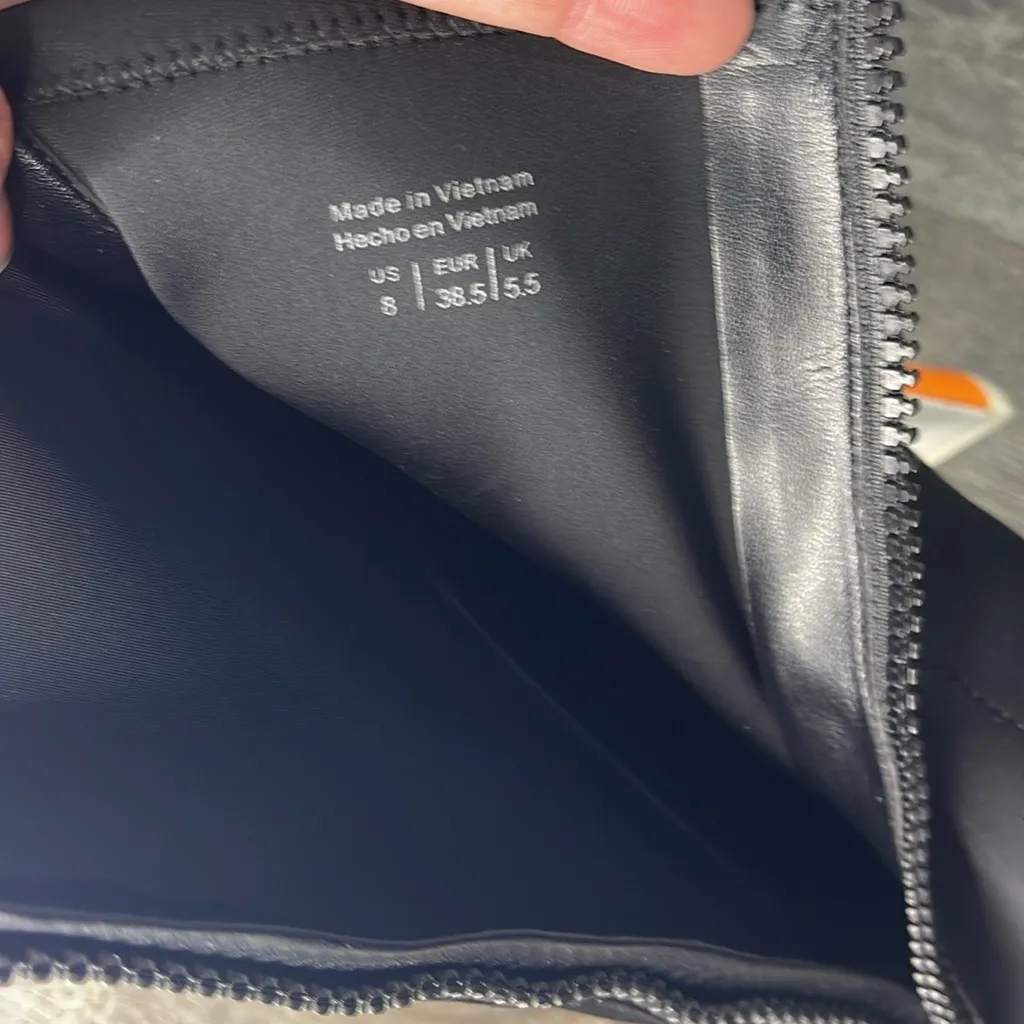 Made in Vietnam
Hecho en Vietnam
US | EUR | UK
8 | 38.5 | 5.5